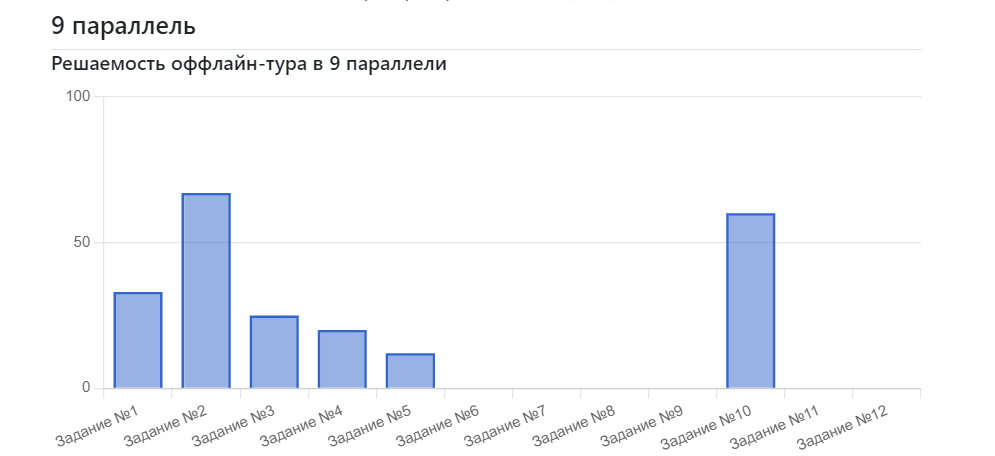 9 параллель
Решаемость оффлайн-тура в 9 параллели
100
50
0
Задание №1
Задание №2
Задание №3
Задание №4
Задание №5
Задание №6
Задание №7
Задание №8
Задание №9
Задание №10
Задание №11
Задание №12